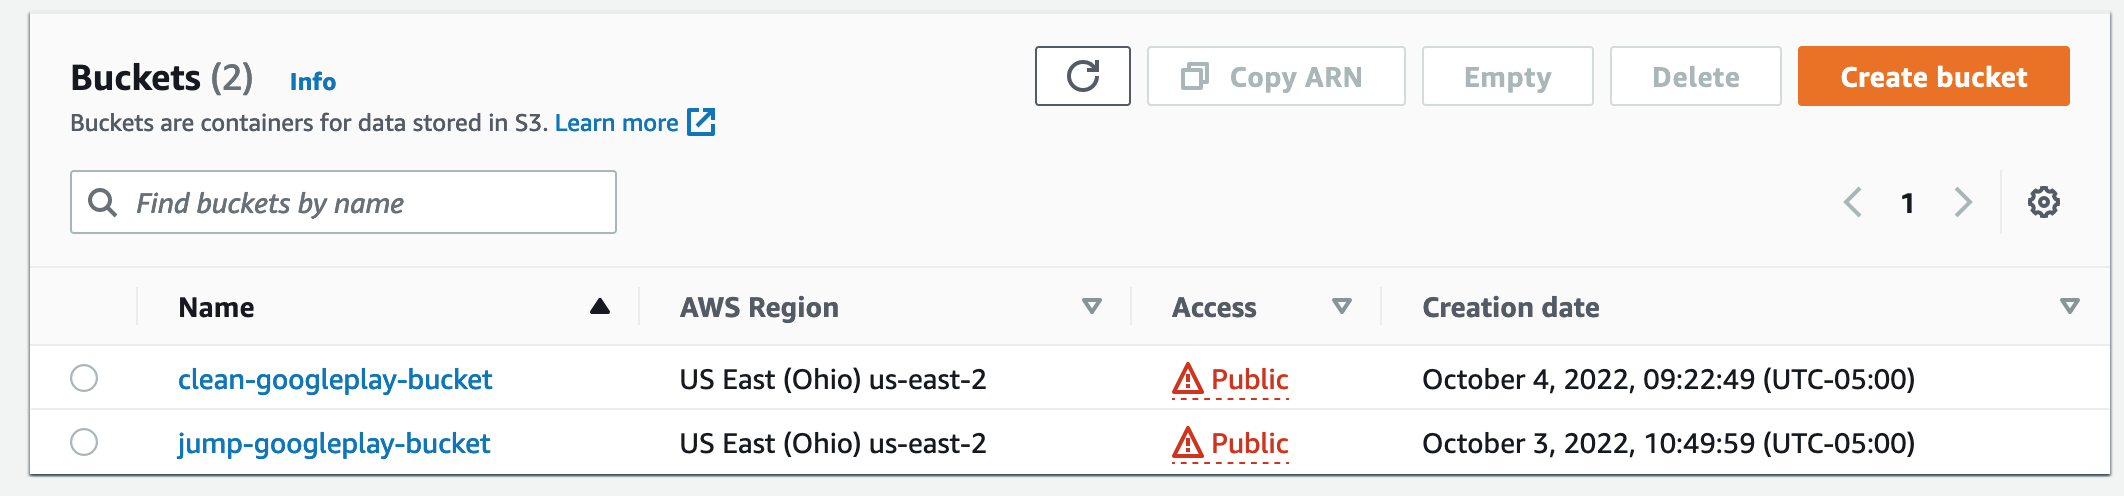 Buckets (2) Info
Copy ARN Empty Delete Create bucket
Buckets are containers for data stored in S3. Learn more
Find buckets by name
1
Name AWS Region Access Creation date
clean-googleplay-bucket US East (Ohio) us-east-2 Public October 4, 2022, 09:22:49 (UTC-05:00)
jump-googleplay-bucket US East (Ohio) us-east-2 Public October 3, 2022, 10:49:59 (UTC-05:00)